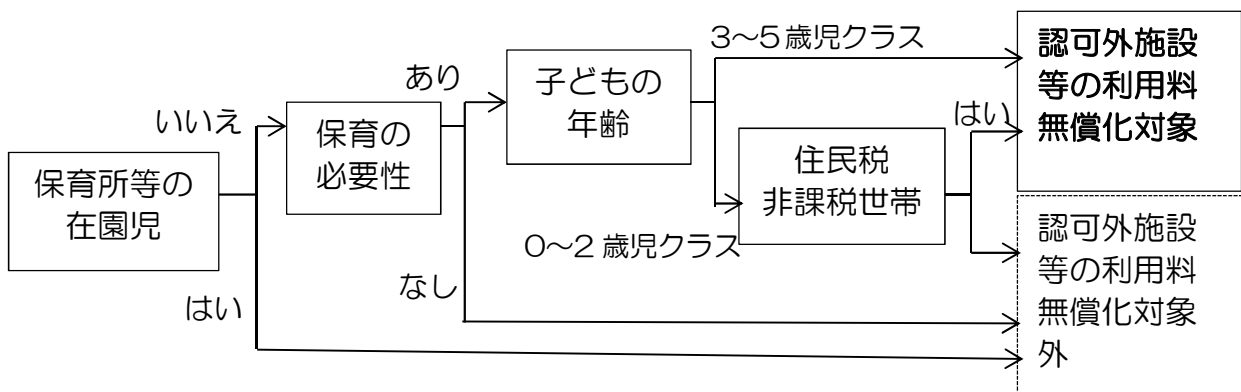 保育所等の
在園児
いいえ
はい
保育の
必要性
あり
なし
子どもの
年齢
3～5歳児クラス
0～2歳児クラス
住民税
非課税世帯
はい
認可外施設
等の利用料
無償化対象
認可外施設
等の利用料
無償化対象
外